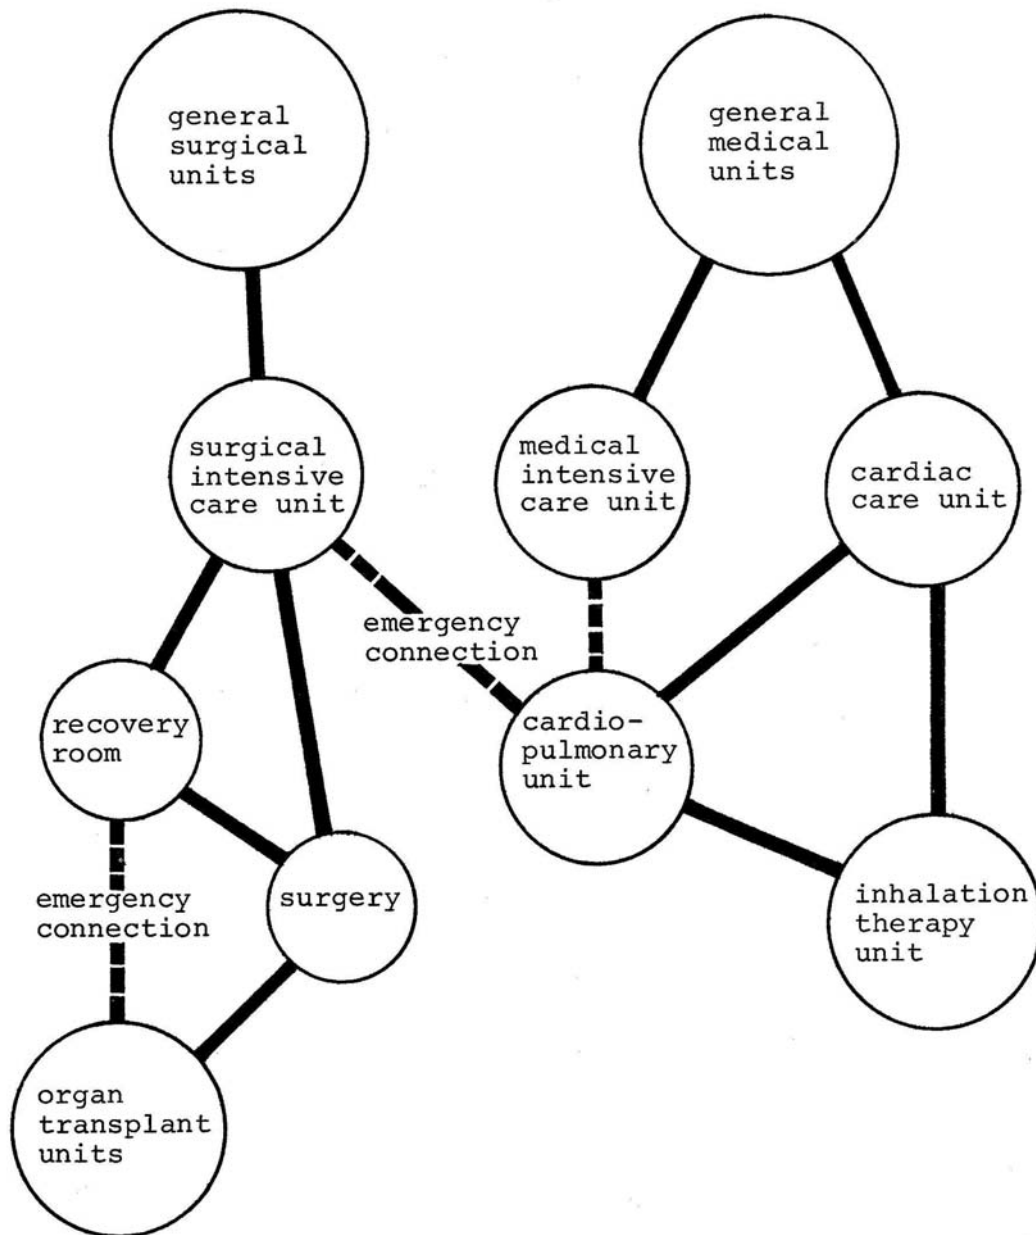 general
surgical
units
general
medical
units
surgical
intensive
care unit
medical
intensive
care unit
cardiac
care unit
emergency
connection
recovery
room
cardio-
pulmonary
unit
emergency
connection
surgery
inhalation
therapy
unit
organ
transplant
units